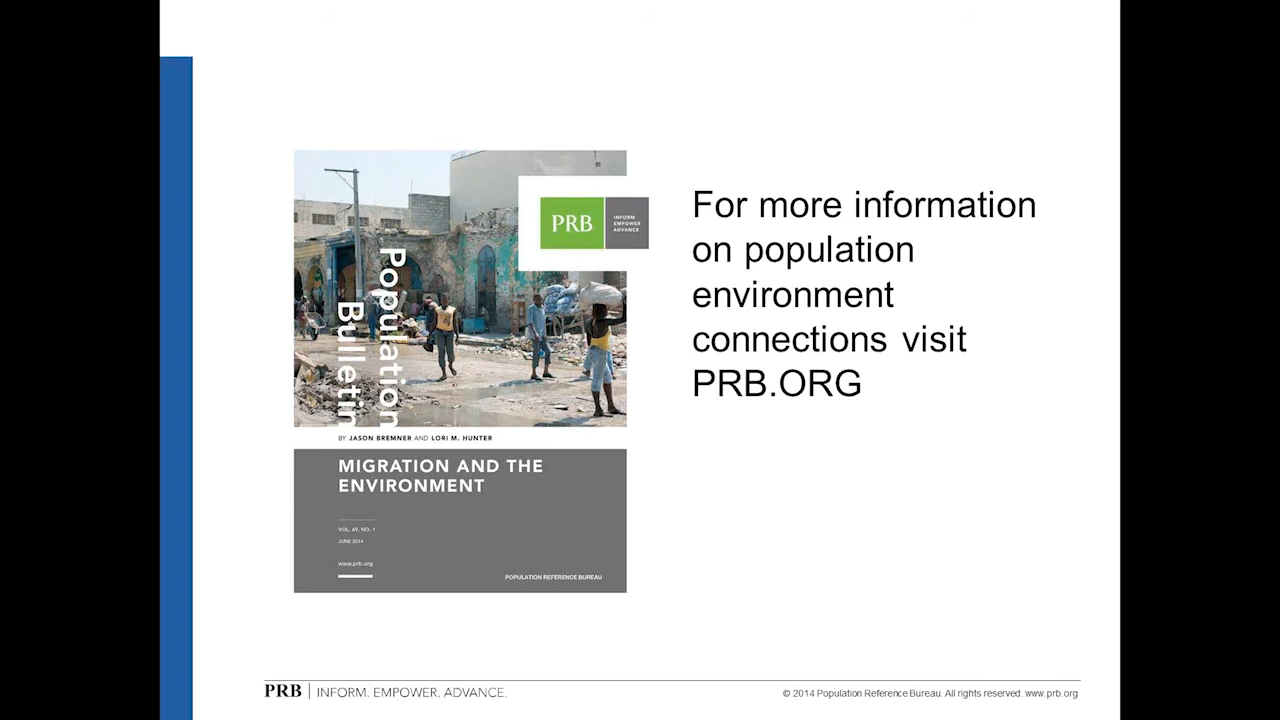 PRB
INFORM
EMPOWER
ADVANCE
Population
Bulletin
BY JASON BREMNER AND LORI M. HUNTER
MIGRATION AND THE
ENVIRONMENT
VOL. 69, NO. 1
JUNE 2014
www.prb.org
POPULATION REFERENCE BUREAU
For more information
on population
environment
connections visit
PRB.ORG
PRB | INFORM. EMPOWER. ADVANCE.
© 2014 Population Reference Bureau. All rights reserved. www.prb.org